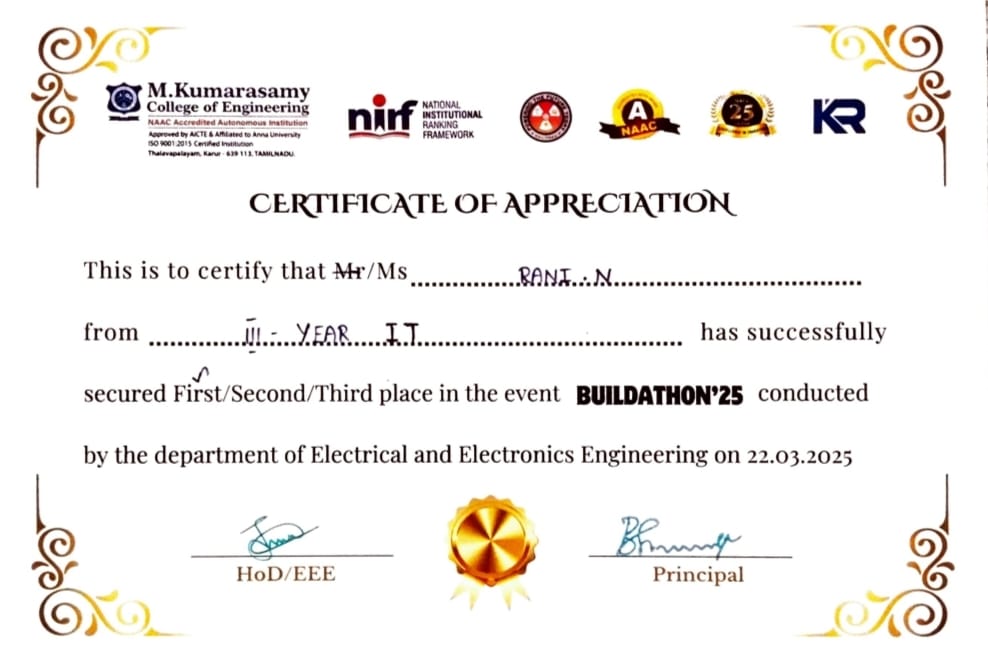 M.Kumarasamy
College of Engineering
NAAC Accredited Autonomous Institution
Approved by AICTE & Affiliated to Anna University
ISO 9001:2015 Certified Institution
Thalavapalayam, Karur - 639 113, TAMILNADU.
nirf
NATIONAL
INSTITUTIONAL
RANKING
FRAMEWORK
A
NAAC
25
KR
CERTIFICATE OF APPRECIATION
This is to certify that Mr/Ms RANI. N
from III - YEAR IT has successfully
secured First/Second/Third place in the event BUILDATHON'25 conducted
by the department of Electrical and Electronics Engineering on 22.03.2025
HoD/EEE
Principal